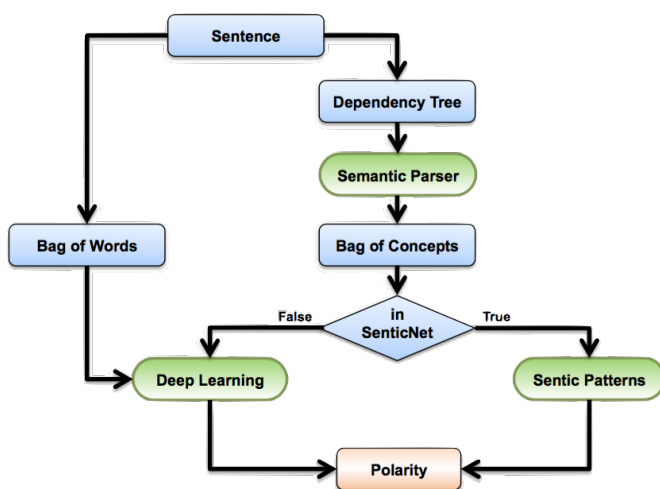 Sentence
Dependency Tree
Semantic Parser
Bag of Words
Bag of Concepts
False
in
SenticNet
True
Deep Learning
Sentic Patterns
Polarity